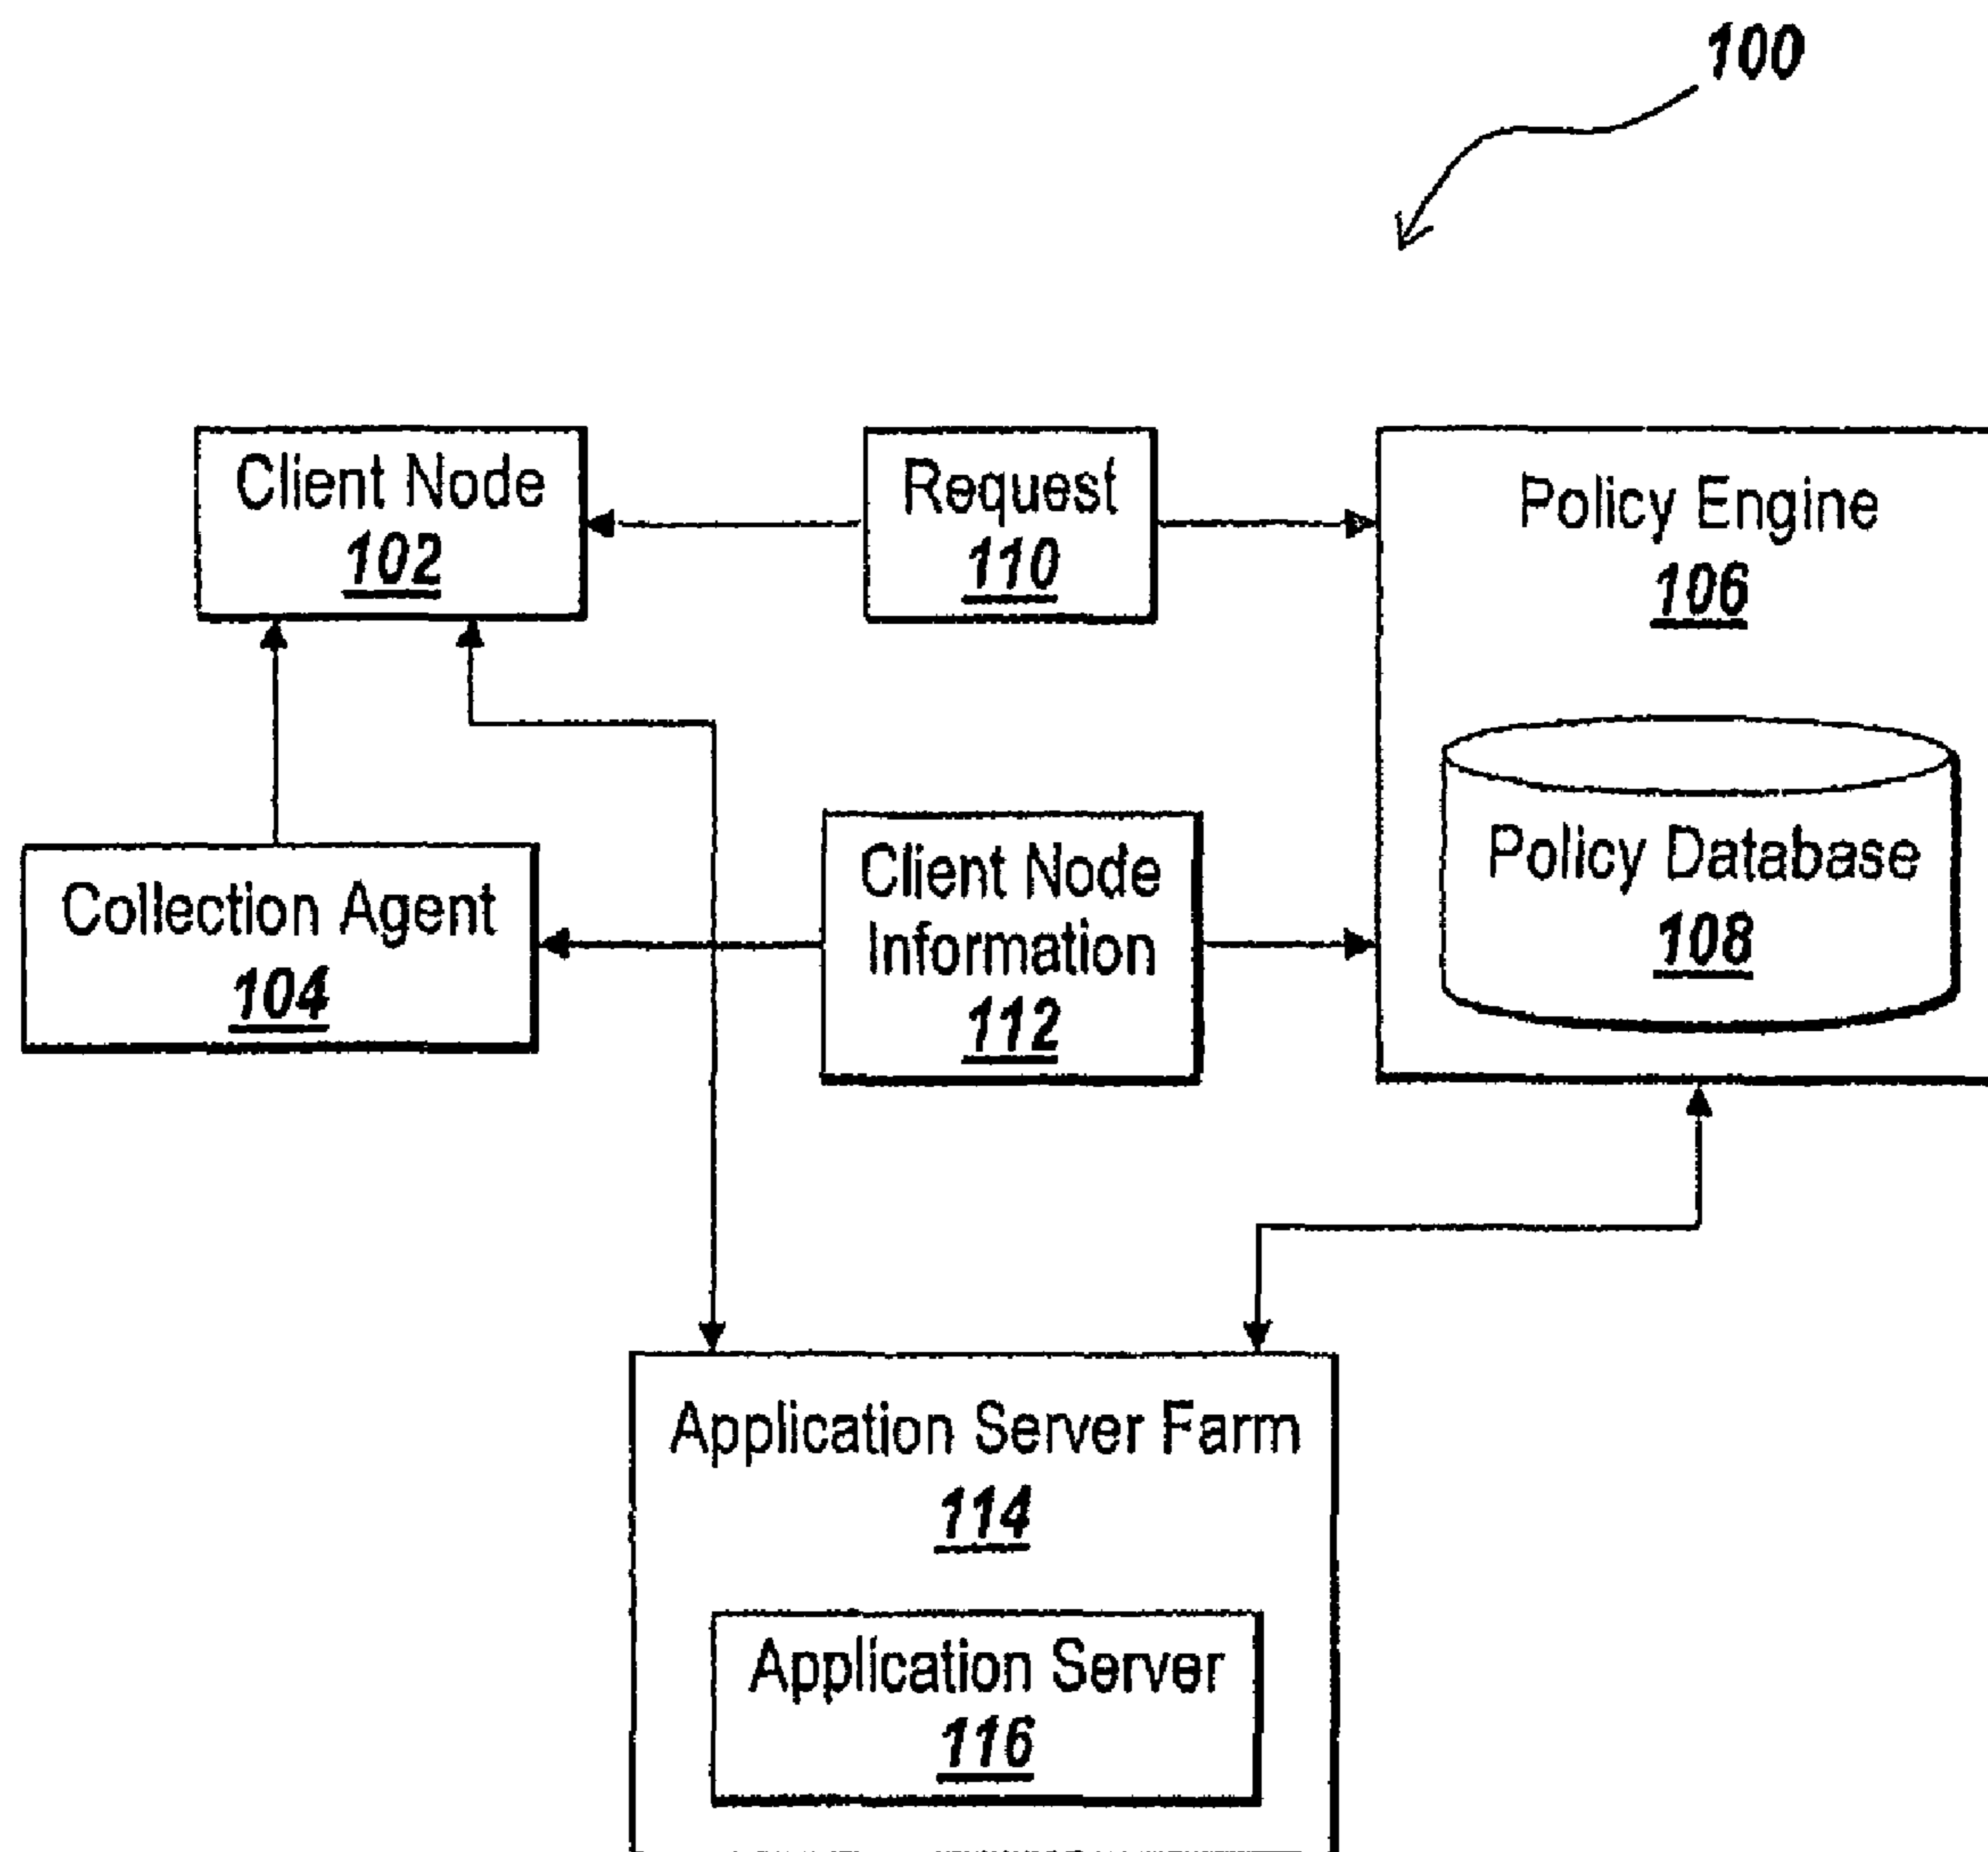 100
Client Node
102
Request
110
Policy Engine
106
Policy Database
108
Collection Agent
104
Client Node
Information
112
Application Server Farm
114
Application Server
116